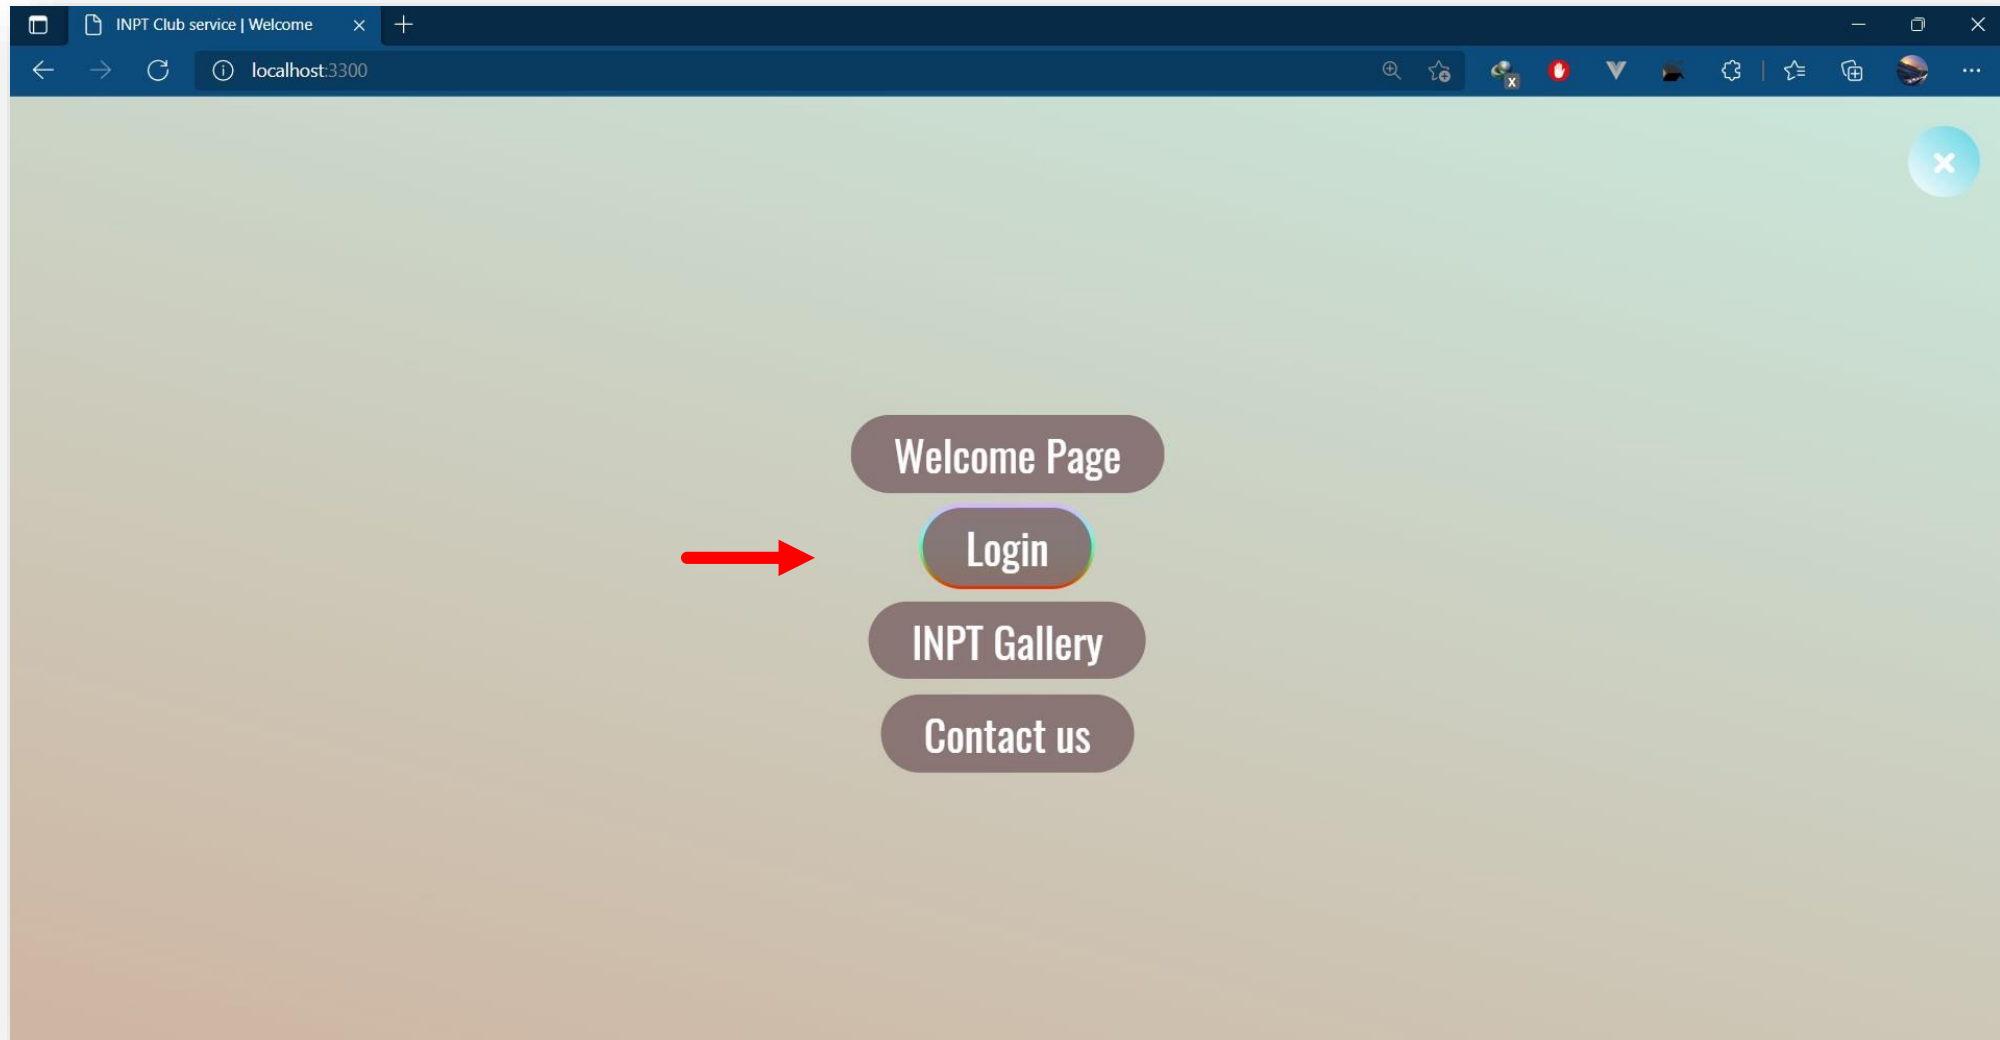 INPT Club service | Welcome
localhost:3300
Welcome Page
Login
INPT Gallery
Contact us